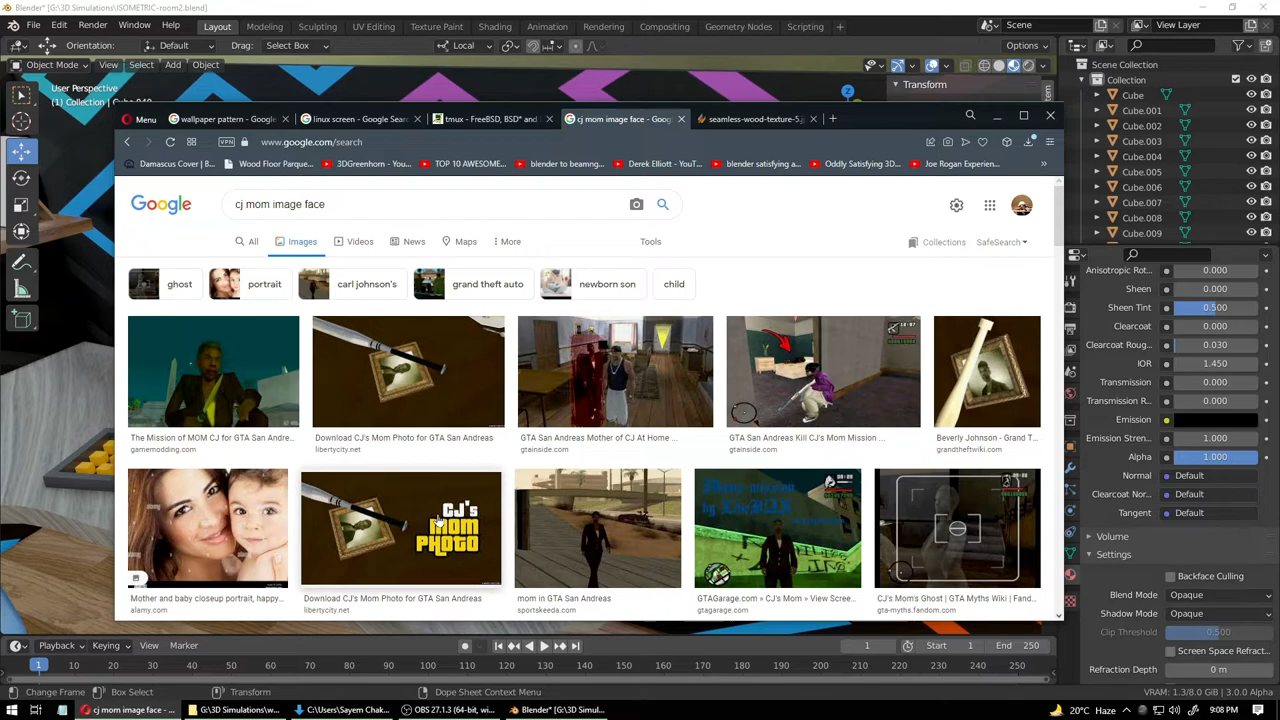 Blender* [G:\3D Simulations\ISOMETRIC-room2.blend]
File Edit Render Window Help Layout Modeling Sculpting UV Editing Texture Paint Shading Animation Rendering Compositing Geometry Nodes Scripting + Scene View Layer
Orientation: Default Drag: Select Box Local Options
Object Mode View Select Add Object
User Perspective
(1) Collection |
Transform
Z
Scene Collection
Collection
Cube
Cube.001
Cube.002
Cube.003
Cube.004
Cube.005
Cube.006
Cube.007
Cube.008
Cube.009
Menu wallpaper pattern - Google linux screen - Google Sear tmux - FreeBSD, BSD* and cj mom image face - Goog seamless-wood-texture-5.j
VPN www.google.com/search
Damascus Cover | B... Wood Floor Parque... 3DGreenhorn - You... TOP 10 AWESOME... blender to beamng... Derek Elliott - YouT... blender satisfying a... Oddly Satisfying 3D... Joe Rogan Experien...
Google
cj mom image face
All Images Videos News Maps More Tools Collections SafeSearch
ghost portrait carl johnson's grand theft auto newborn son child
The Mission of MOM CJ for GTA San Andre...
gamemodding.com
Download CJ's Mom Photo for GTA San Andreas
libertycity.net
GTA San Andreas Mother of CJ At Home ...
gtainside.com
GTA San Andreas Kill CJ's Mom Mission ...
gtainside.com
Beverly Johnson - Grand T...
grandtheftwiki.com
CJ's
MOM
PHOTO
Mother and baby closeup portrait, happy...
alamy.com
Download CJ's Mom Photo for GTA San Andreas
libertycity.net
mom in GTA San Andreas
sportskeeda.com
GTAGarage.com » CJ's Mom » View Scree...
gtagarage.com
CJ's Mom's Ghost | GTA Myths Wiki | Fand...
gta-myths.fandom.com
Anisotropic Rot... 0.000
Sheen 0.000
Sheen Tint 0.500
Clearcoat 0.000
Clearcoat Roug... 0.030
IOR 1.450
Transmission 0.000
Transmission R... 0.000
Emission
Emission Stren... 1.000
Alpha 1.000
Normal Default
Clearcoat Nor... Default
Tangent Default
Volume
Settings
Backface Culling
Blend Mode Opaque
Shadow Mode Opaque
Clip Threshold 0.500
Screen Space Refract...
Refraction Depth 0 m
Playback Keying View Marker 1 Start 1 End 250
1 10 20 30 40 50 60 70 80 90 100 110 120 130 140 150 160 170 180 190 200 210 220 230 240 250
Change Frame Box Select Transform Dope Sheet Context Menu VRAM: 1.3/8.0 GiB | 3.0.0 Alpha
cj mom image face -... G:\3D Simulations\w... C:\Users\Sayem Chak... OBS 27.1.3 (64-bit, wi... Blender* [G:\3D Simul... 20°C Haze 9:08 PM